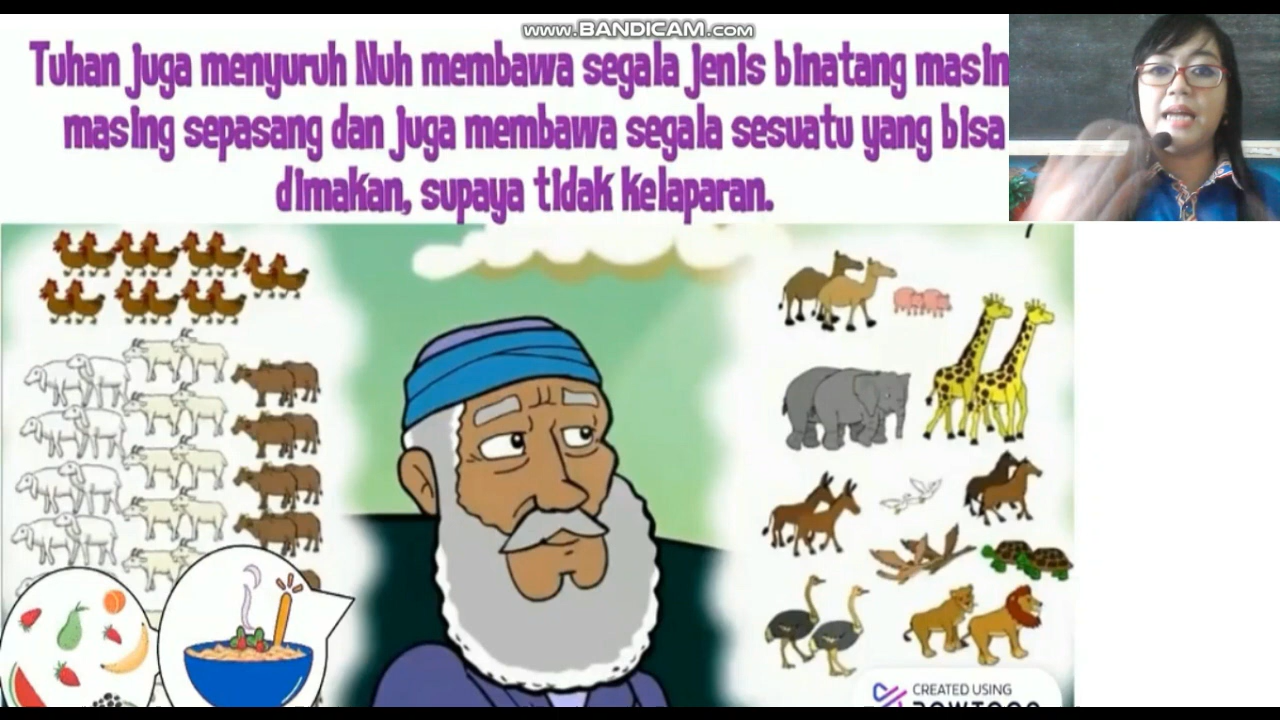 www.BANDICAM.com
Tuhan juga menyuruh Nuh membawa segala jenis binatang masin
masing sepasang dan juga membawa segala sesuatu yang bisa
dimakan, supaya tidak kelaparan.
CREATED USING
POWTOON